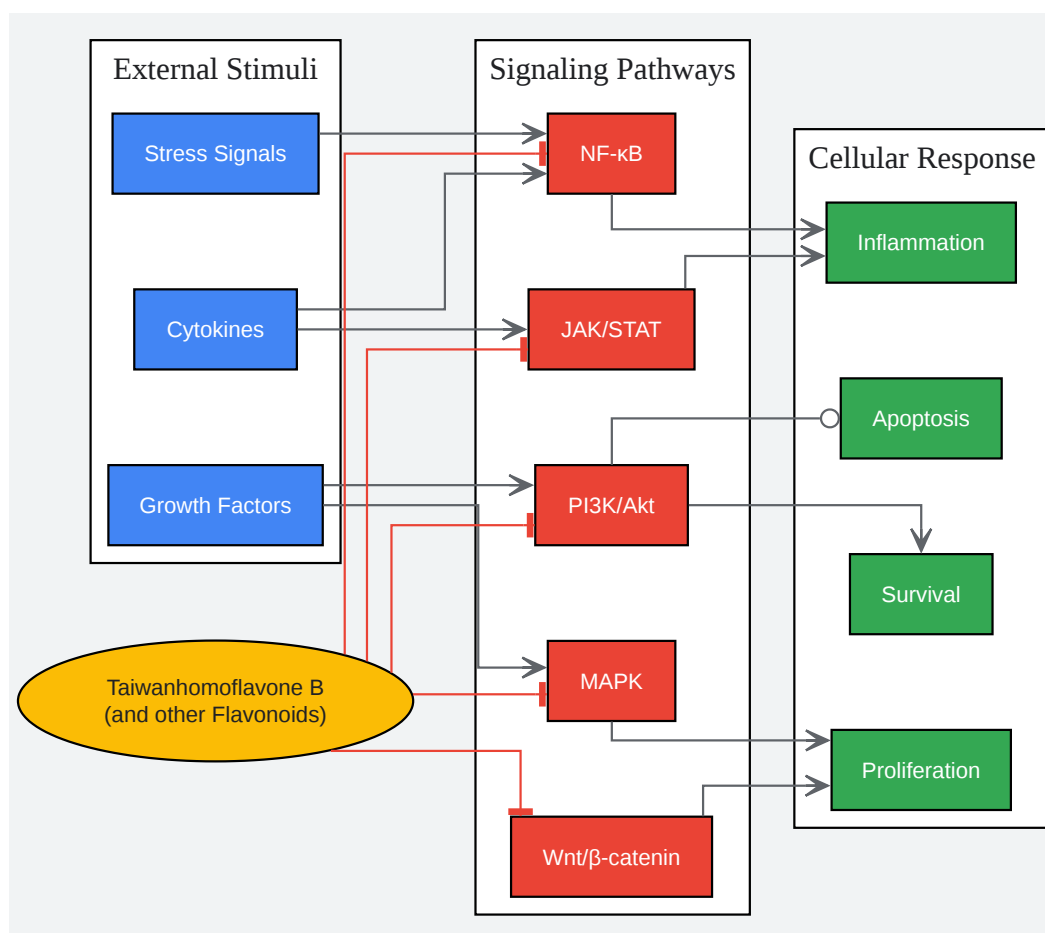 External Stimuli
Stress Signals
Cytokines
Growth Factors
Taiwanhomoflavone B
(and other Flavonoids)
Signaling Pathways
NF-κB
JAK/STAT
PI3K/Akt
MAPK
Wnt/β-catenin
Cellular Response
Inflammation
Apoptosis
Survival
Proliferation